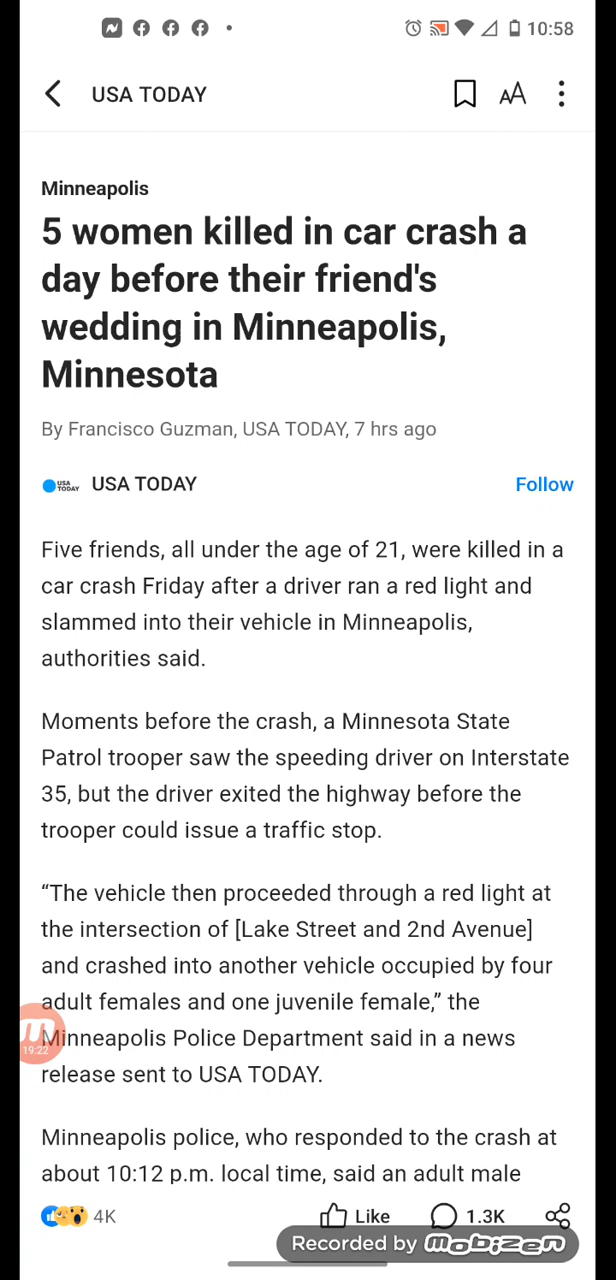 10:58
USA TODAY
AA
Minneapolis
5 women killed in car crash a
day before their friend's
wedding in Minneapolis,
Minnesota
By Francisco Guzman, USA TODAY, 7 hrs ago
USA TODAY
USA TODAY
Follow
Five friends, all under the age of 21, were killed in a
car crash Friday after a driver ran a red light and
slammed into their vehicle in Minneapolis,
authorities said.
Moments before the crash, a Minnesota State
Patrol trooper saw the speeding driver on Interstate
35, but the driver exited the highway before the
trooper could issue a traffic stop.
“The vehicle then proceeded through a red light at
the intersection of [Lake Street and 2nd Avenue]
and crashed into another vehicle occupied by four
adult females and one juvenile female,” the
Minneapolis Police Department said in a news
19:22
release sent to USA TODAY.
Minneapolis police, who responded to the crash at
about 10:12 p.m. local time, said an adult male
4K
Like
1.3K
Recorded by mobizen